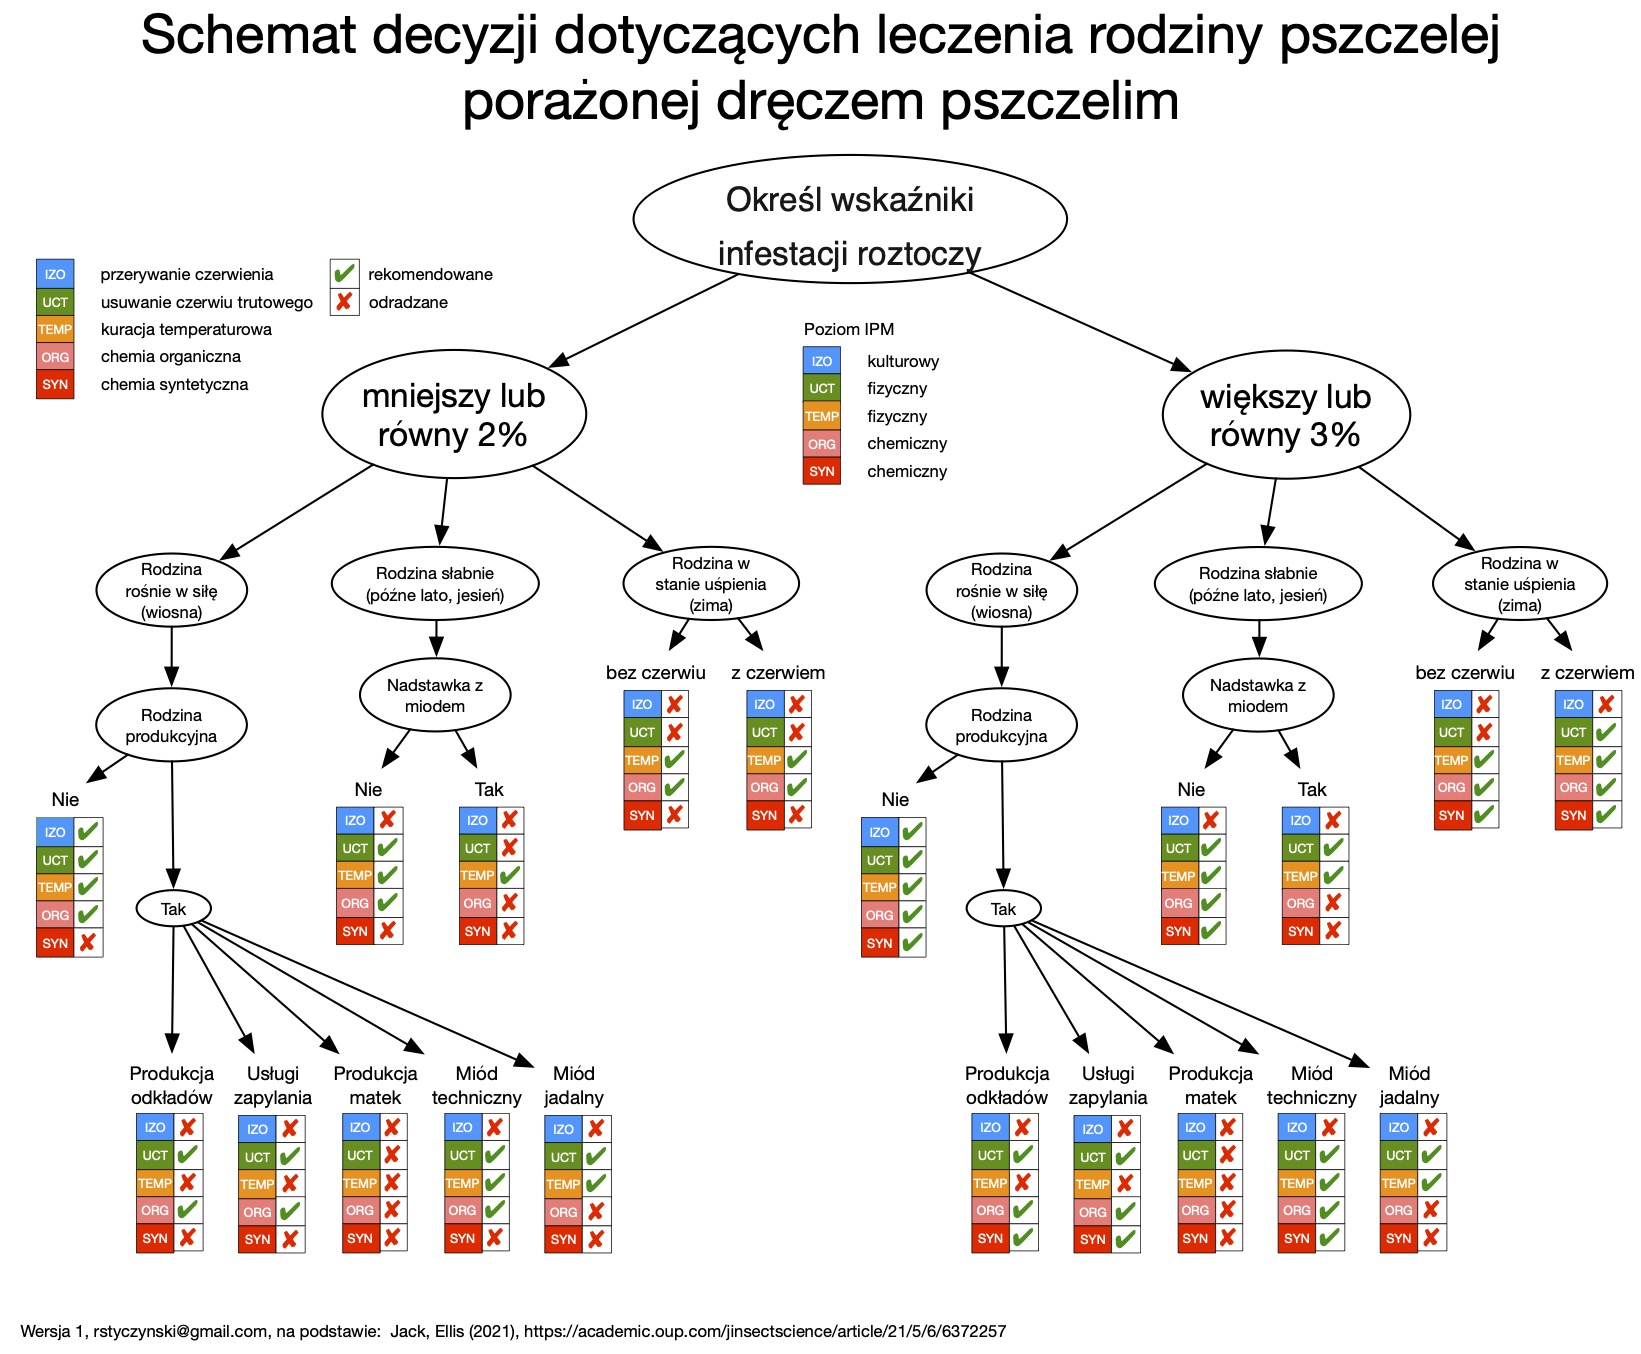 Schemat decyzji dotyczących leczenia rodziny pszczelej
porażonej dręczem pszczelim
Określ wskaźniki
infestacji roztoczy
IZO przerywanie czerwienia
UCT usuwanie czerwiu trutowego
TEMP kuracja temperaturowa
ORG chemia organiczna
SYN chemia syntetyczna
✔ rekomendowane
✘ odradzane
Poziom IPM
IZO kulturowy
UCT fizyczny
TEMP fizyczny
ORG chemiczny
SYN chemiczny
mniejszy lub
równy 2%
większy lub
równy 3%
Rodzina
rośnie w siłę
(wiosna)
Rodzina słabnie
(późne lato, jesień)
Rodzina w
stanie uśpienia
(zima)
Rodzina
rośnie w siłę
(wiosna)
Rodzina słabnie
(późne lato, jesień)
Rodzina w
stanie uśpienia
(zima)
bez czerwiu
IZO ✘
UCT ✘
TEMP ✔
ORG ✔
SYN ✘
z czerwiem
IZO ✘
UCT ✘
TEMP ✔
ORG ✔
SYN ✘
bez czerwiu
IZO ✘
UCT ✘
TEMP ✔
ORG ✔
SYN ✔
z czerwiem
IZO ✘
UCT ✔
TEMP ✔
ORG ✔
SYN ✔
Rodzina
produkcyjna
Nadstawka z
miodem
Rodzina
produkcyjna
Nadstawka z
miodem
Nie
IZO ✔
UCT ✔
TEMP ✔
ORG ✔
SYN ✘
Nie
IZO ✘
UCT ✔
TEMP ✔
ORG ✔
SYN ✘
Tak
IZO ✘
UCT ✘
TEMP ✔
ORG ✘
SYN ✘
Nie
IZO ✔
UCT ✔
TEMP ✔
ORG ✔
SYN ✔
Nie
IZO ✘
UCT ✔
TEMP ✔
ORG ✔
SYN ✔
Tak
IZO ✘
UCT ✔
TEMP ✔
ORG ✘
SYN ✘
Tak
Tak
Produkcja
odkładów
IZO ✘
UCT ✔
TEMP ✘
ORG ✔
SYN ✘
Usługi
zapylania
IZO ✘
UCT ✔
TEMP ✘
ORG ✔
SYN ✘
Produkcja
matek
IZO ✘
UCT ✘
TEMP ✘
ORG ✘
SYN ✘
Miód
techniczny
IZO ✘
UCT ✔
TEMP ✔
ORG ✔
SYN ✘
Miód
jadalny
IZO ✘
UCT ✔
TEMP ✔
ORG ✘
SYN ✘
Produkcja
odkładów
IZO ✘
UCT ✔
TEMP ✘
ORG ✔
SYN ✔
Usługi
zapylania
IZO ✘
UCT ✔
TEMP ✘
ORG ✔
SYN ✔
Produkcja
matek
IZO ✘
UCT ✘
TEMP ✘
ORG ✘
SYN ✘
Miód
techniczny
IZO ✘
UCT ✔
TEMP ✔
ORG ✔
SYN ✔
Miód
jadalny
IZO ✘
UCT ✔
TEMP ✔
ORG ✘
SYN ✘
Wersja 1, rstyczynski@gmail.com, na podstawie: Jack, Ellis (2021), https://academic.oup.com/jinsectscience/article/21/5/6/6372257